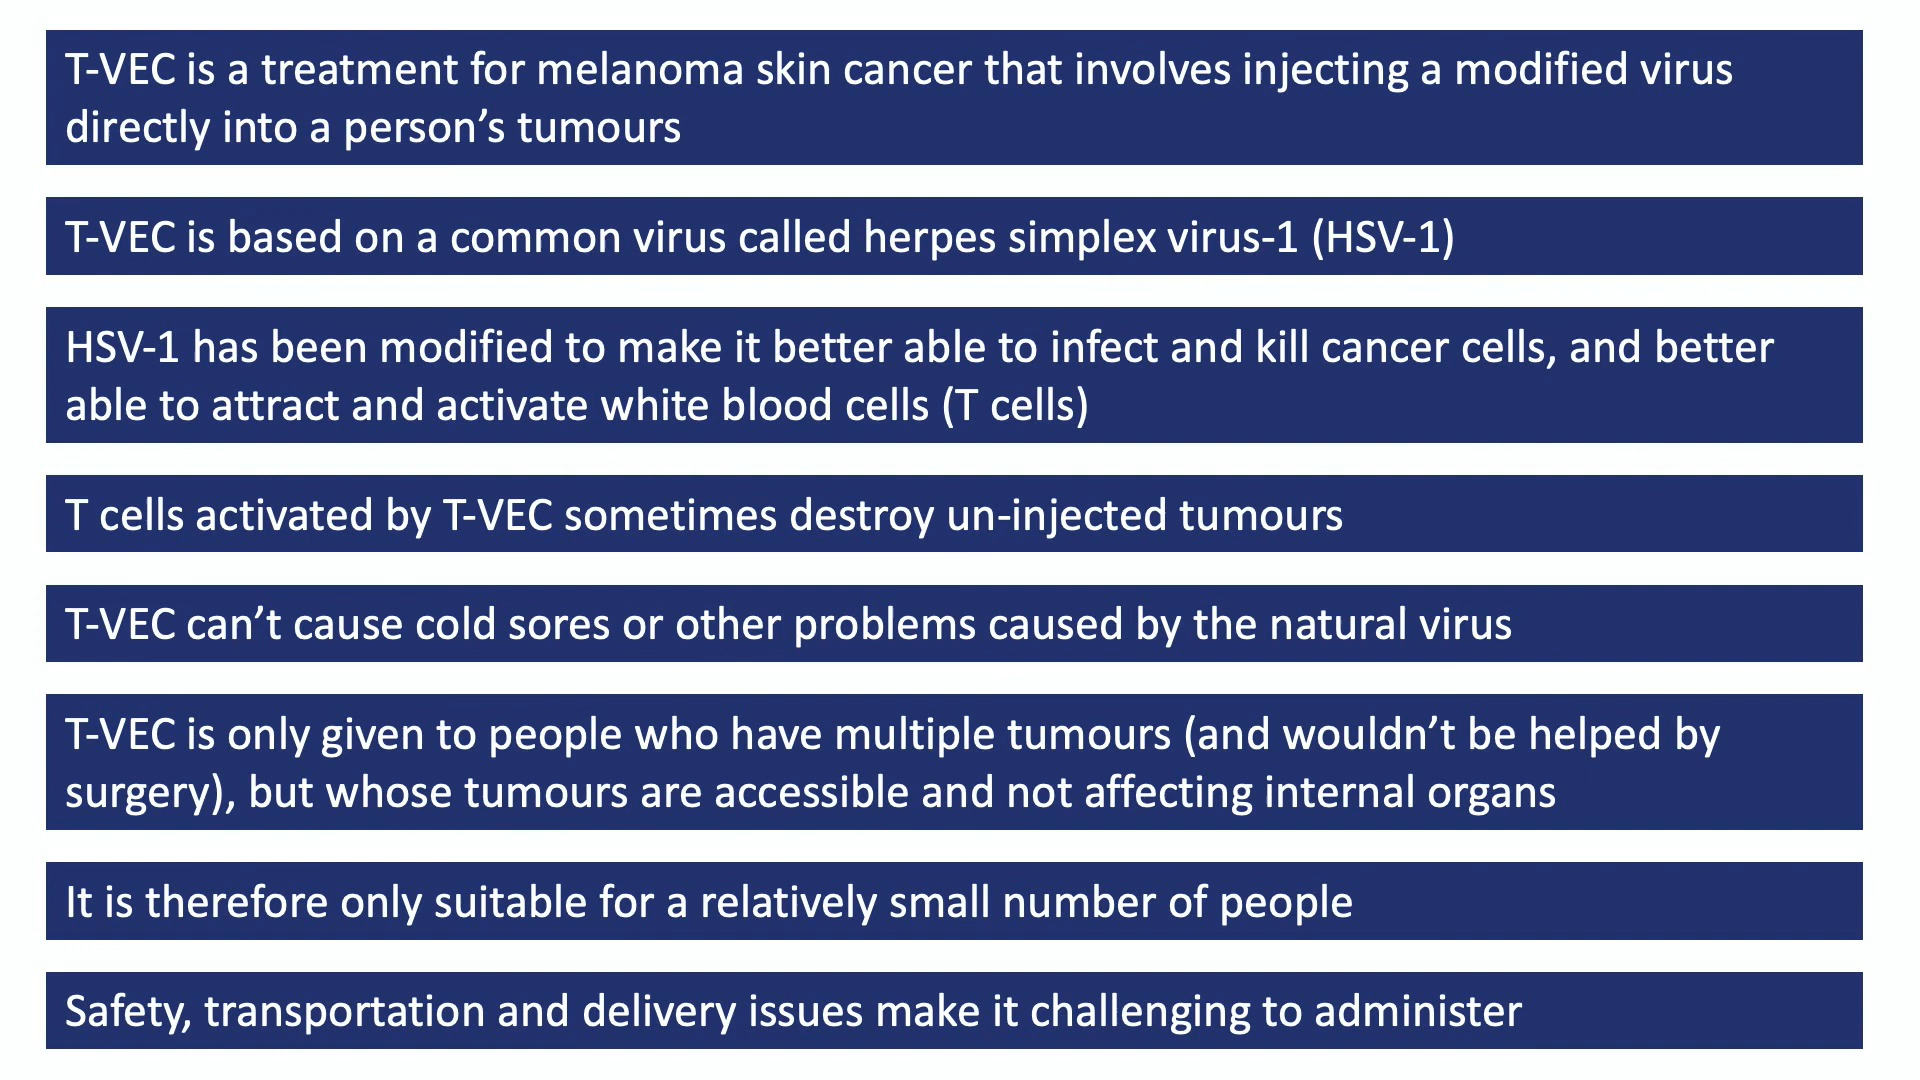 T-VEC is a treatment for melanoma skin cancer that involves injecting a modified virus
directly into a person’s tumours
T-VEC is based on a common virus called herpes simplex virus-1 (HSV-1)
HSV-1 has been modified to make it better able to infect and kill cancer cells, and better
able to attract and activate white blood cells (T cells)
T cells activated by T-VEC sometimes destroy un-injected tumours
T-VEC can’t cause cold sores or other problems caused by the natural virus
T-VEC is only given to people who have multiple tumours (and wouldn’t be helped by
surgery), but whose tumours are accessible and not affecting internal organs
It is therefore only suitable for a relatively small number of people
Safety, transportation and delivery issues make it challenging to administer